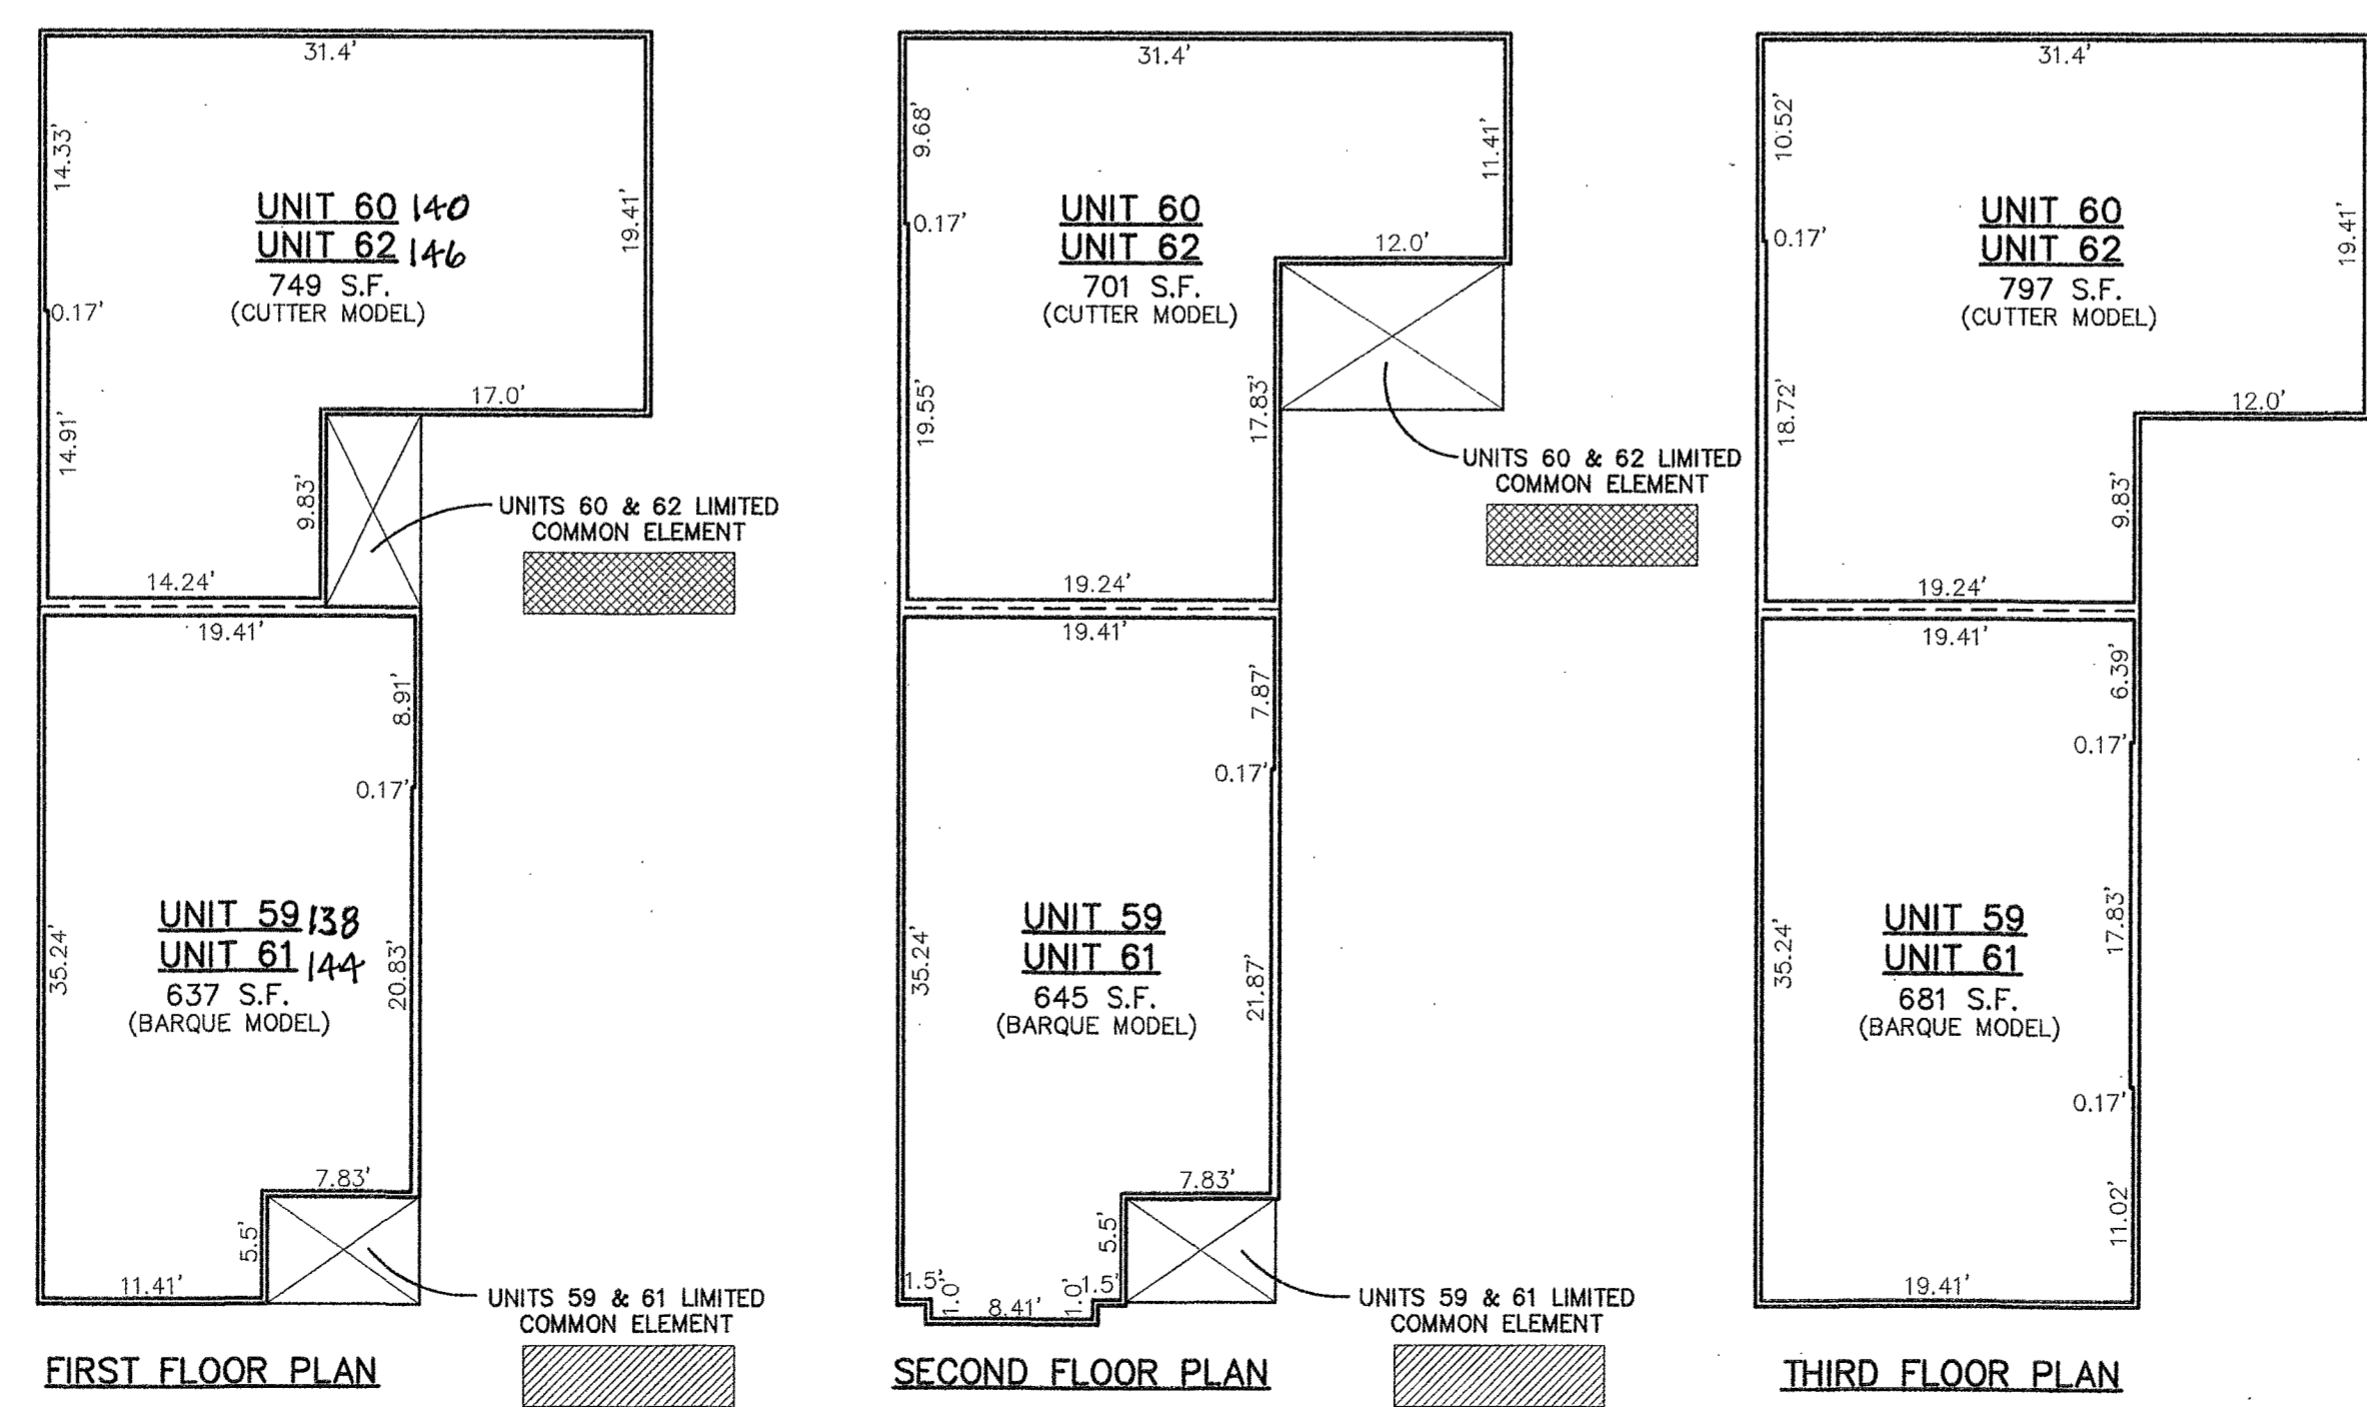 31.4'
14.33'
UNIT 60 140
UNIT 62 146
749 S.F.
(CUTTER MODEL)
19.41'
0.17'
17.0'
14.91'
9.83'
UNITS 60 & 62 LIMITED
COMMON ELEMENT
14.24'
19.41'
8.91'
0.17'
UNIT 59 138
UNIT 61 144
637 S.F.
(BARQUE MODEL)
35.24'
20.83'
7.83'
5.5'
11.41'
UNITS 59 & 61 LIMITED
COMMON ELEMENT
FIRST FLOOR PLAN
31.4'
9.68'
11.41'
UNIT 60
UNIT 62
701 S.F.
(CUTTER MODEL)
0.17'
12.0'
19.55'
17.83'
UNITS 60 & 62 LIMITED
COMMON ELEMENT
19.24'
19.41'
7.87'
0.17'
UNIT 59
UNIT 61
645 S.F.
(BARQUE MODEL)
35.24'
21.87'
7.83'
5.5'
1.5'
1.0'
8.41'
1.0'
1.5'
UNITS 59 & 61 LIMITED
COMMON ELEMENT
SECOND FLOOR PLAN
31.4'
10.52'
UNIT 60
UNIT 62
797 S.F.
(CUTTER MODEL)
0.17'
19.41'
12.0'
18.72'
9.83'
19.24'
19.41'
6.39'
0.17'
UNIT 59
UNIT 61
681 S.F.
(BARQUE MODEL)
35.24'
17.83'
0.17'
11.02'
19.41'
THIRD FLOOR PLAN